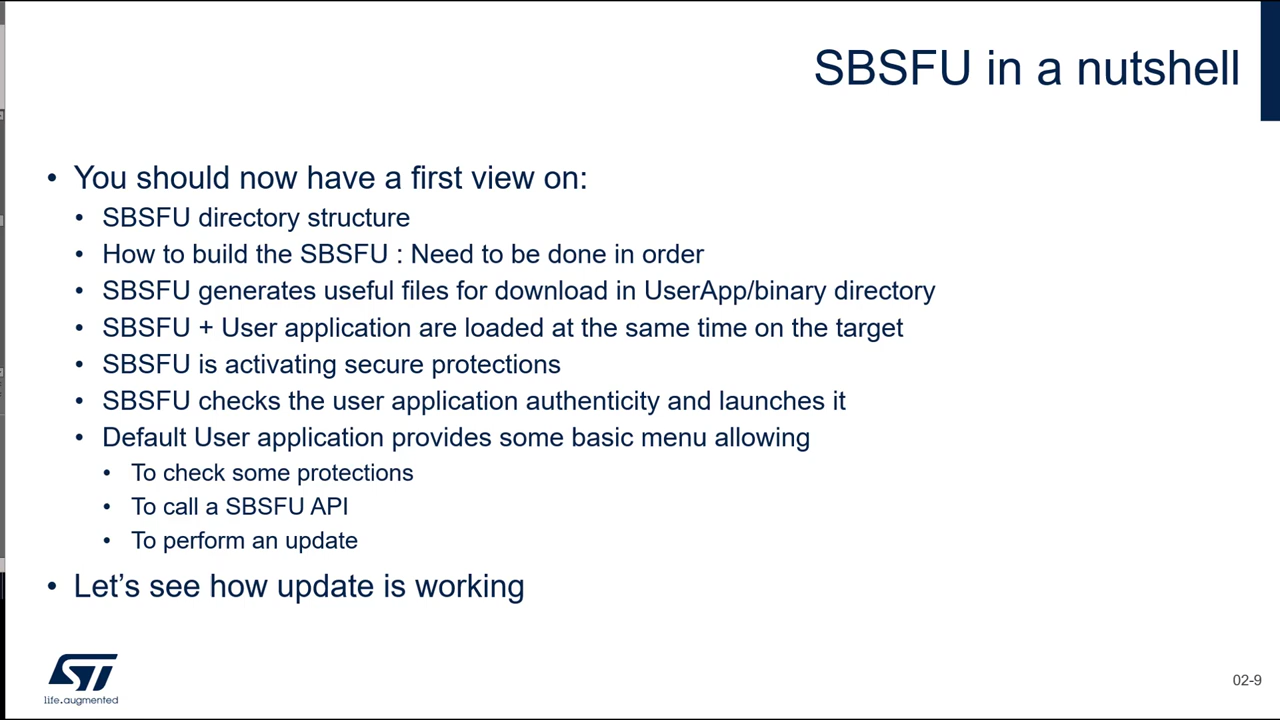 SBSFU in a nutshell
• You should now have a first view on:
• SBSFU directory structure
• How to build the SBSFU : Need to be done in order
• SBSFU generates useful files for download in UserApp/binary directory
• SBSFU + User application are loaded at the same time on the target
• SBSFU is activating secure protections
• SBSFU checks the user application authenticity and launches it
• Default User application provides some basic menu allowing
• To check some protections
• To call a SBSFU API
• To perform an update
• Let’s see how update is working
ST
life.augmented
02-9